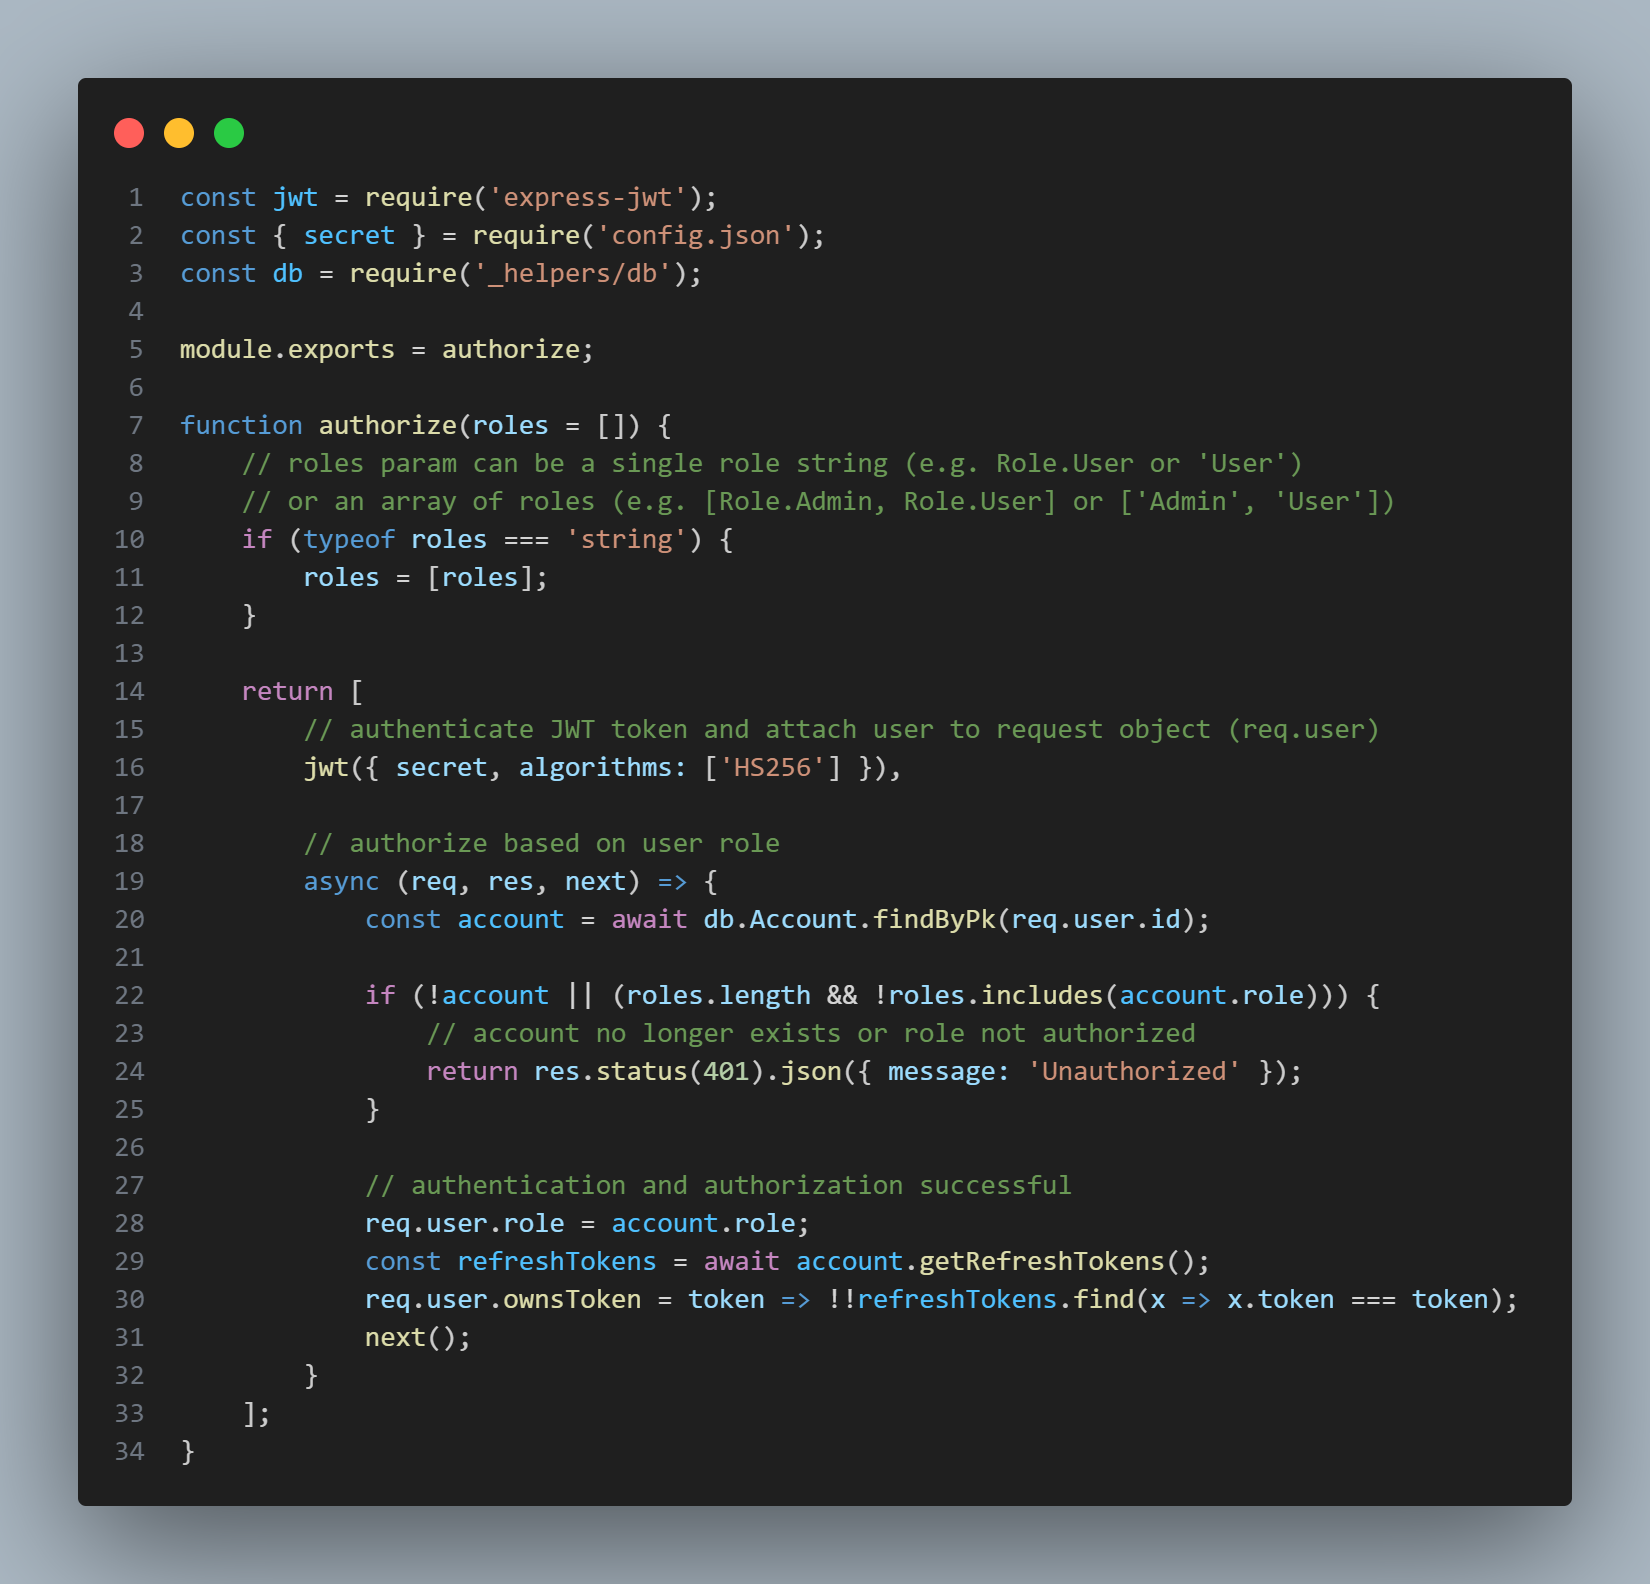 1 const jwt = require('express-jwt');
2 const { secret } = require('config.json');
3 const db = require('_helpers/db');
4
5 module.exports = authorize;
6
7 function authorize(roles = []) {
8     // roles param can be a single role string (e.g. Role.User or 'User')
9     // or an array of roles (e.g. [Role.Admin, Role.User] or ['Admin', 'User'])
10     if (typeof roles === 'string') {
11         roles = [roles];
12     }
13
14     return [
15         // authenticate JWT token and attach user to request object (req.user)
16         jwt({ secret, algorithms: ['HS256'] }),
17
18         // authorize based on user role
19         async (req, res, next) => {
20             const account = await db.Account.findByPk(req.user.id);
21
22             if (!account || (roles.length && !roles.includes(account.role))) {
23                 // account no longer exists or role not authorized
24                 return res.status(401).json({ message: 'Unauthorized' });
25             }
26
27             // authentication and authorization successful
28             req.user.role = account.role;
29             const refreshTokens = await account.getRefreshTokens();
30             req.user.ownsToken = token => !!refreshTokens.find(x => x.token === token);
31             next();
32         }
33     ];
34 }